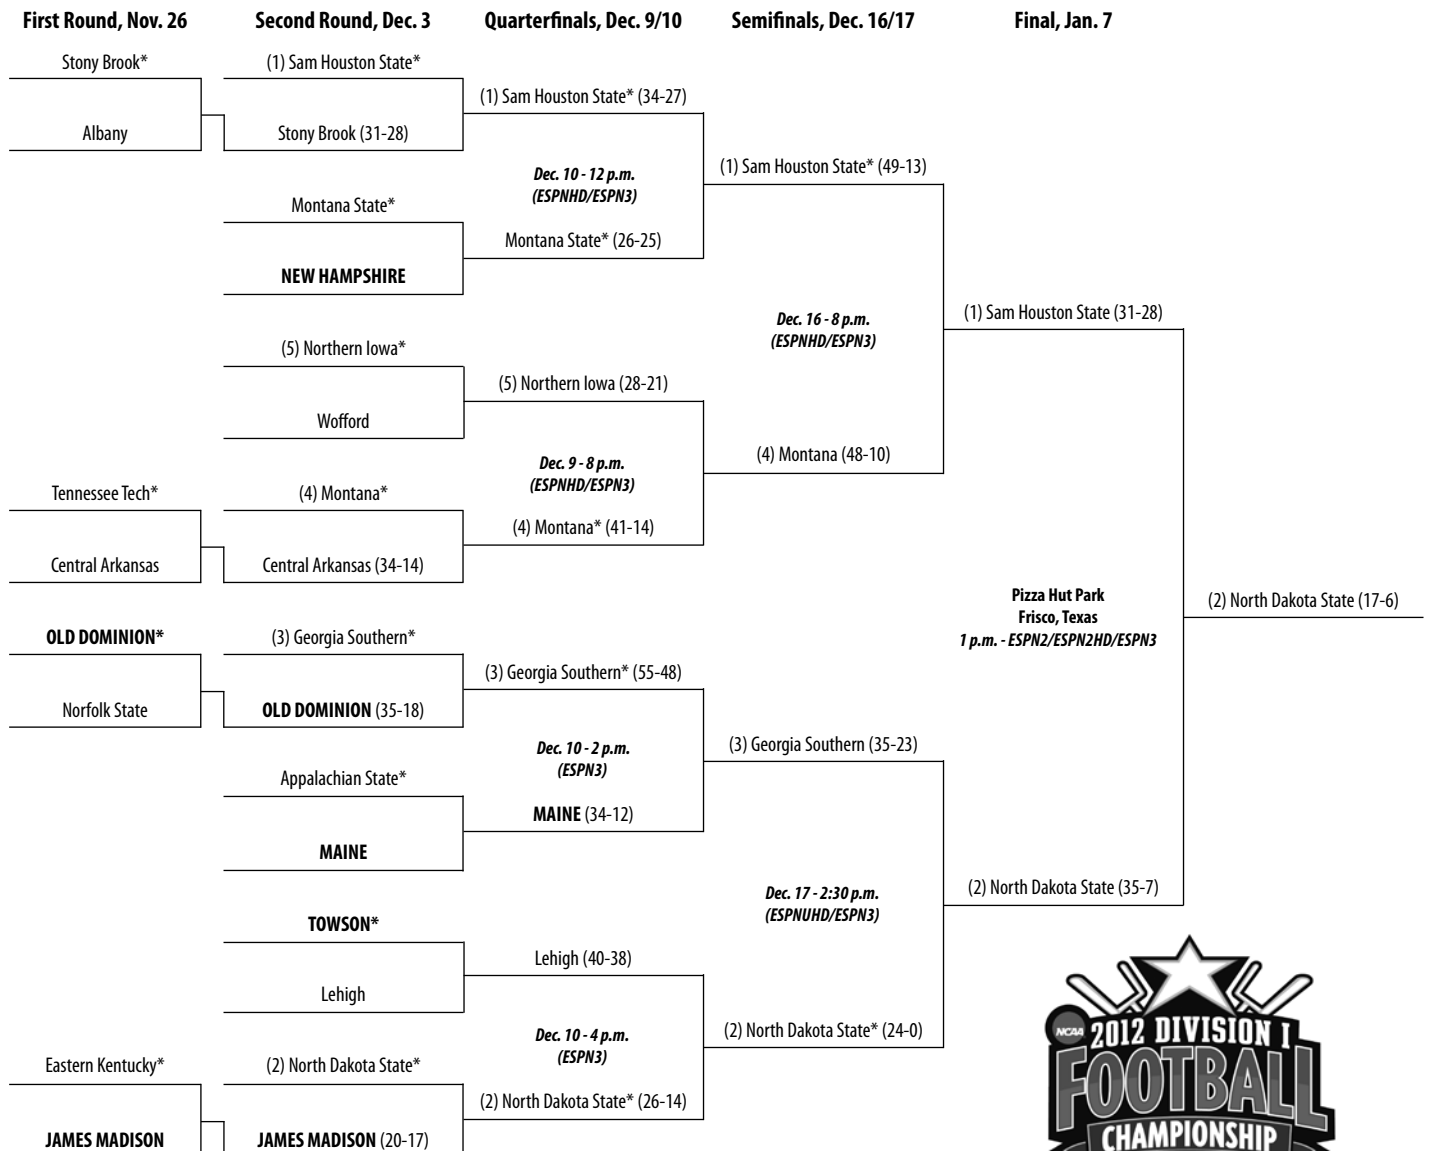 First Round, Nov. 26
Second Round, Dec. 3
Quarterfinals, Dec. 9/10
Semifinals, Dec. 16/17
Final, Jan. 7
Stony Brook*
Albany
Tennessee Tech*
Central Arkansas
OLD DOMINION*
Norfolk State
Eastern Kentucky*
JAMES MADISON
(1) Sam Houston State*
Stony Brook (31-28)
Montana State*
NEW HAMPSHIRE
(5) Northern Iowa*
Wofford
(4) Montana*
Central Arkansas (34-14)
(3) Georgia Southern*
OLD DOMINION (35-18)
Appalachian State*
MAINE
TOWSON*
Lehigh
(2) North Dakota State*
JAMES MADISON (20-17)
(1) Sam Houston State* (34-27)
Dec. 10 - 12 p.m.
(ESPNHD/ESPN3)
Montana State* (26-25)
(5) Northern Iowa (28-21)
Dec. 9 - 8 p.m.
(ESPNHD/ESPN3)
(4) Montana* (41-14)
(3) Georgia Southern* (55-48)
Dec. 10 - 2 p.m.
(ESPN3)
MAINE (34-12)
Lehigh (40-38)
Dec. 10 - 4 p.m.
(ESPN3)
(2) North Dakota State* (26-14)
(1) Sam Houston State* (49-13)
Dec. 16 - 8 p.m.
(ESPNHD/ESPN3)
(4) Montana (48-10)
(3) Georgia Southern (35-23)
Dec. 17 - 2:30 p.m.
(ESPNUHD/ESPN3)
(2) North Dakota State* (24-0)
(1) Sam Houston State (31-28)
Pizza Hut Park
Frisco, Texas
1 p.m. - ESPN2/ESPN2HD/ESPN3
(2) North Dakota State (35-7)
(2) North Dakota State (17-6)
NCAA
2012 DIVISION I
FOOTBALL
CHAMPIONSHIP